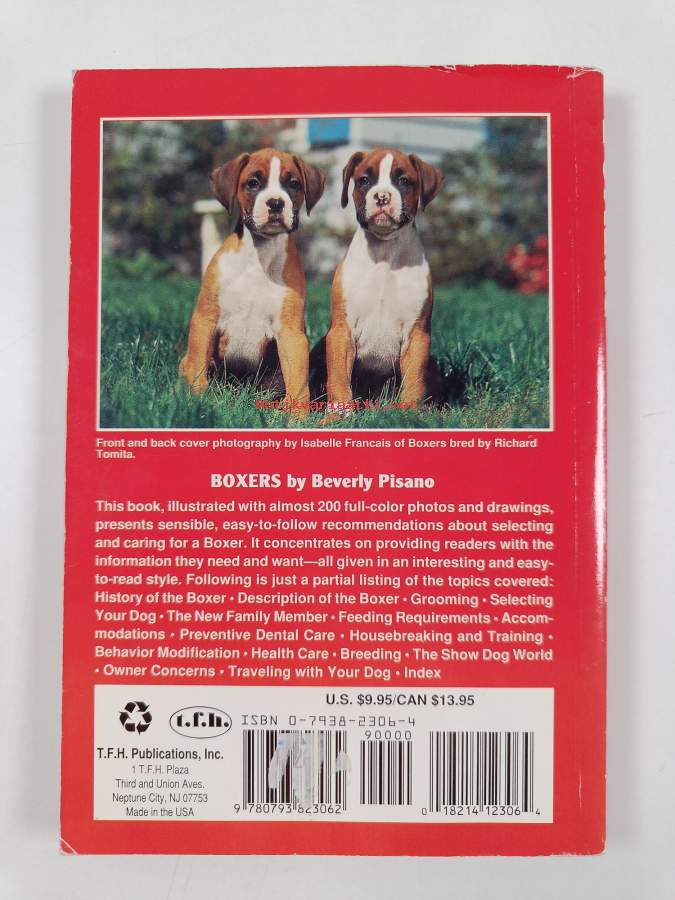 Antikvariaatti.net
Front and back cover photography by Isabelle Francais of Boxers bred by Richard
Tomita.
BOXERS by Beverly Pisano
This book, illustrated with almost 200 full-color photos and drawings,
presents sensible, easy-to-follow recommendations about selecting
and caring for a Boxer. It concentrates on providing readers with the
information they need and want—all given in an interesting and easy-
to-read style. Following is just a partial listing of the topics covered:
History of the Boxer • Description of the Boxer • Grooming • Selecting
Your Dog • The New Family Member • Feeding Requirements • Accom-
modations • Preventive Dental Care • Housebreaking and Training •
Behavior Modification • Health Care • Breeding • The Show Dog World
• Owner Concerns • Traveling with Your Dog • Index
U.S. $9.95/CAN $13.95
t.f.h.
ISBN 0-7938-2306-4
90000
T.F.H. Publications, Inc.
1 T.F.H. Plaza
Third and Union Aves.
Neptune City, NJ 07753
Made in the USA
9 780793 823062
0 18214 12306 4